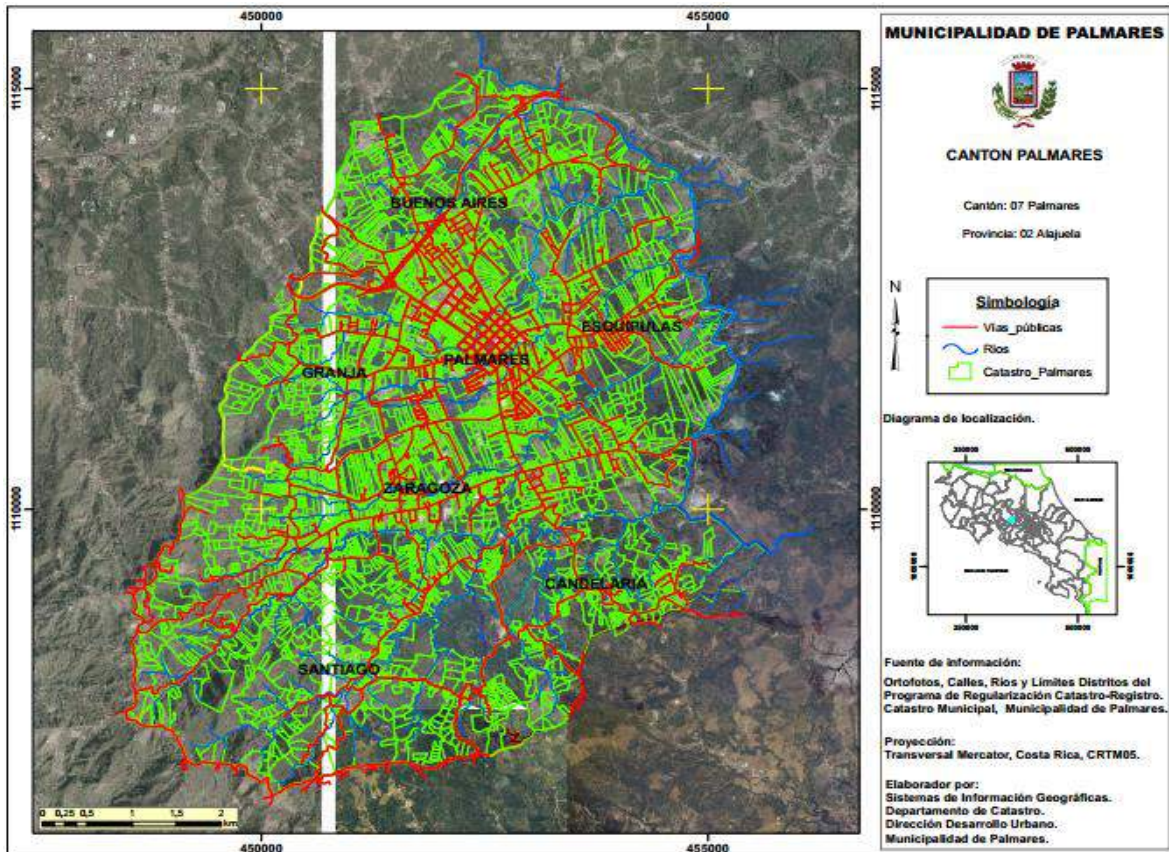 450000
455000
1115000
1115000
BUENOS AIRES
ESQUIPULAS
PALMARES
GRANJA
ZARAGOZA
1110000
1110000
CANDELARIA
SANTIAGO
0 0,25 0,5 1 1,5 2
km
450000
455000
MUNICIPALIDAD DE PALMARES
CANTON PALMARES
Cantón: 07 Palmares
Provincia: 02 Alajuela
N
Simbología
Vías_públicas
Ríos
Catastro_Palmares
Diagrama de localización.
Fuente de información:
Ortofotos, Calles, Ríos y Límites Distritos del
Programa de Regularización Catastro-Registro.
Catastro Municipal, Municipalidad de Palmares.
Proyección:
Transversal Mercator, Costa Rica, CRTM05.
Elaborador por:
Sistemas de Información Geográficas.
Departamento de Catastro.
Dirección Desarrollo Urbano.
Municipalidad de Palmares.